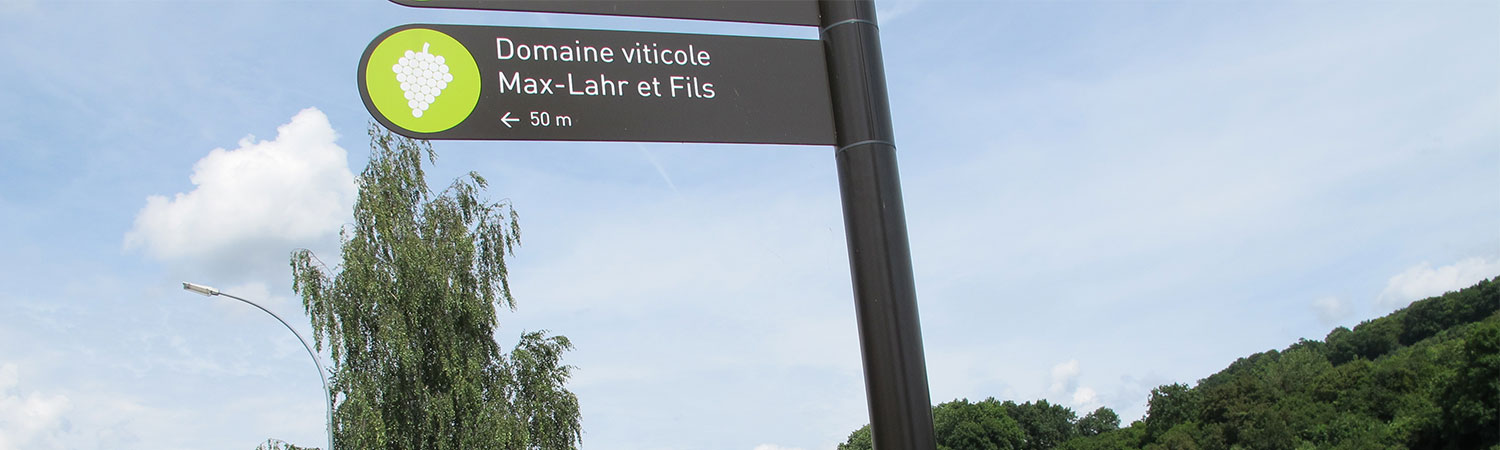 Domaine viticole
Max-Lahr et Fils
← 50 m